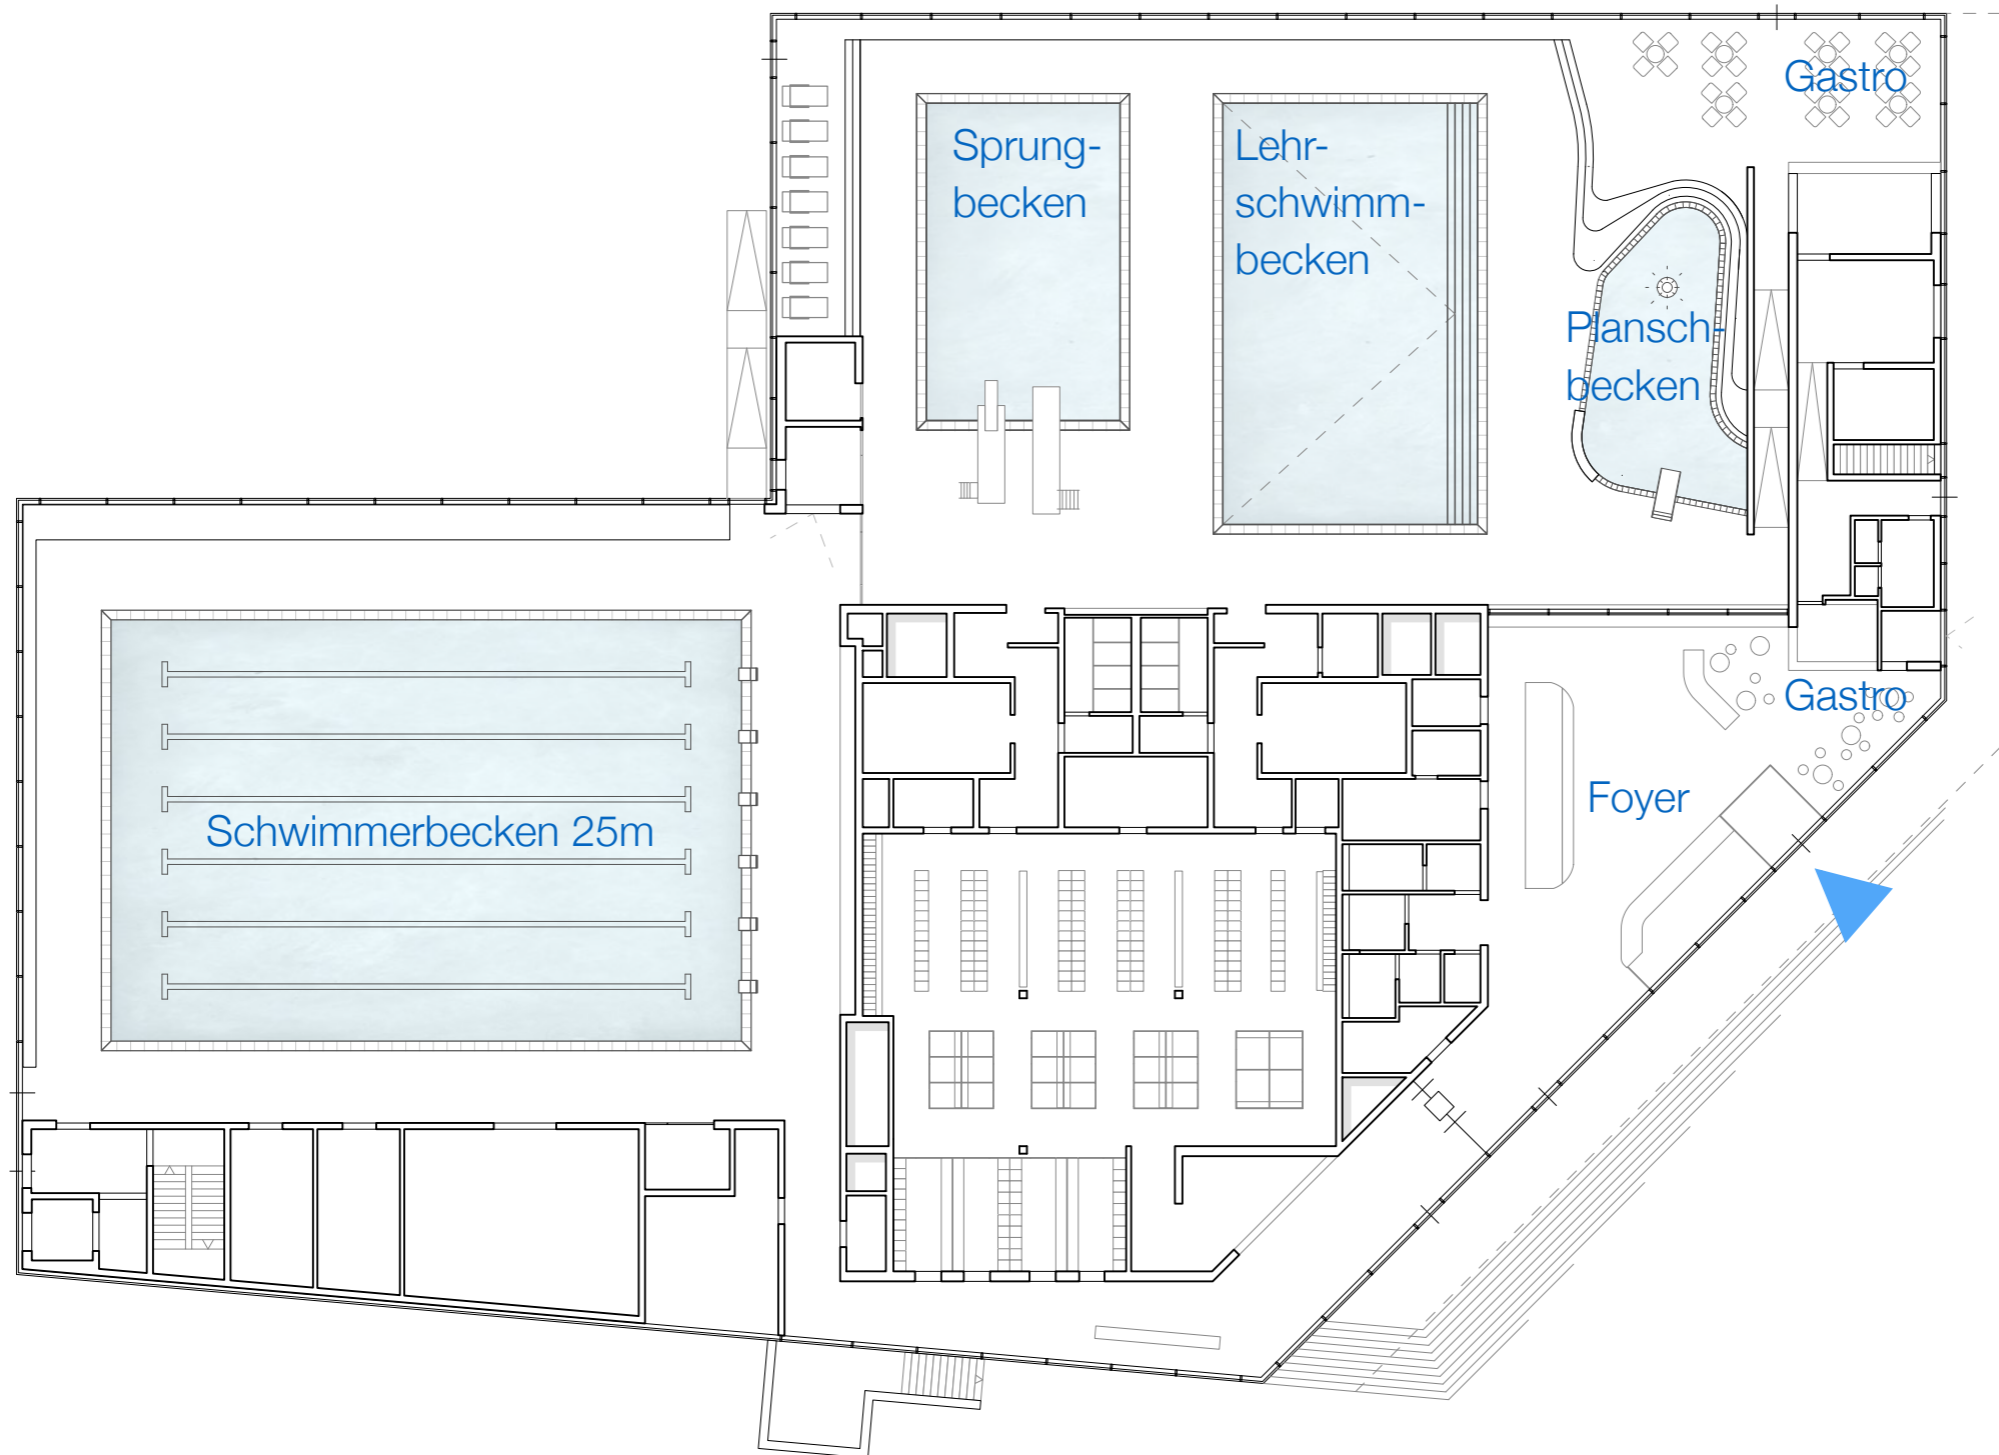 Gastro
Sprung-
becken
Lehr-
schwimm-
becken
Plansch-
becken
Gastro
Foyer
Schwimmerbecken 25m